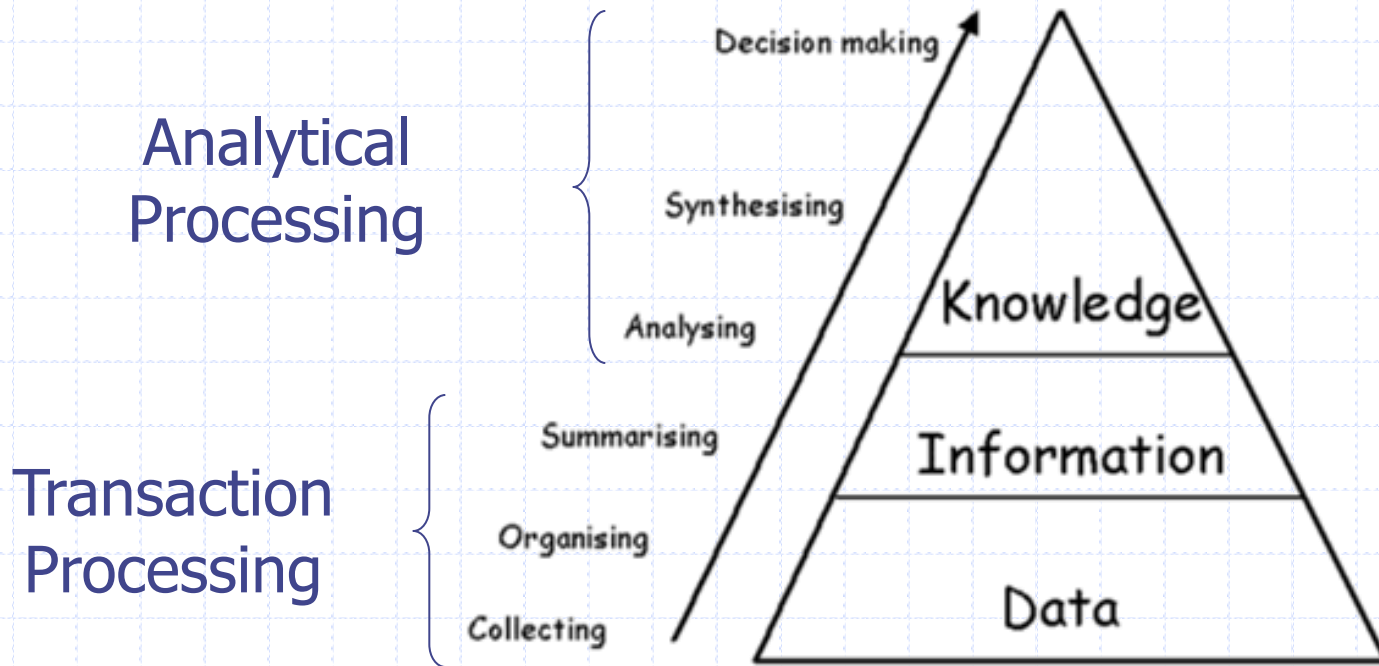 Decision making
Analytical
Processing
Synthesising
Knowledge
Analysing
Summarising
Information
Transaction
Processing
Organising
Data
Collecting